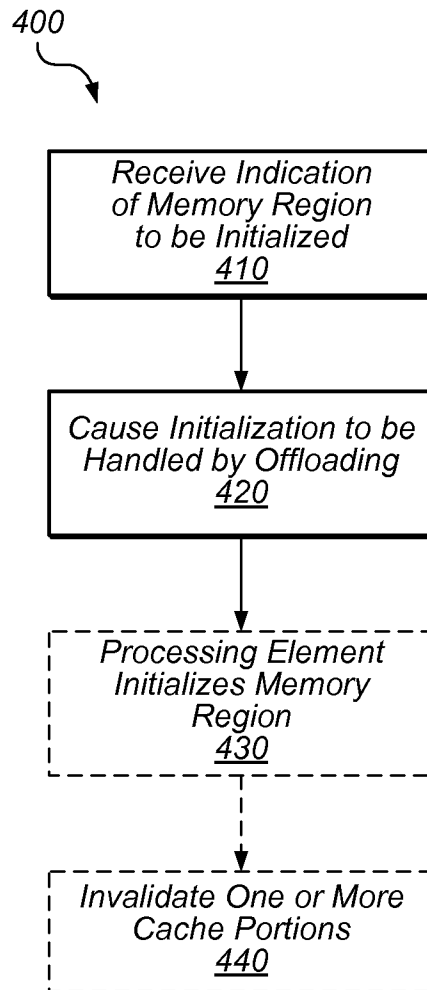 400
Receive Indication
of Memory Region
to be Initialized
410
Cause Initialization to be
Handled by Offloading
420
Processing Element
Initializes Memory
Region
430
Invalidate One or More
Cache Portions
440